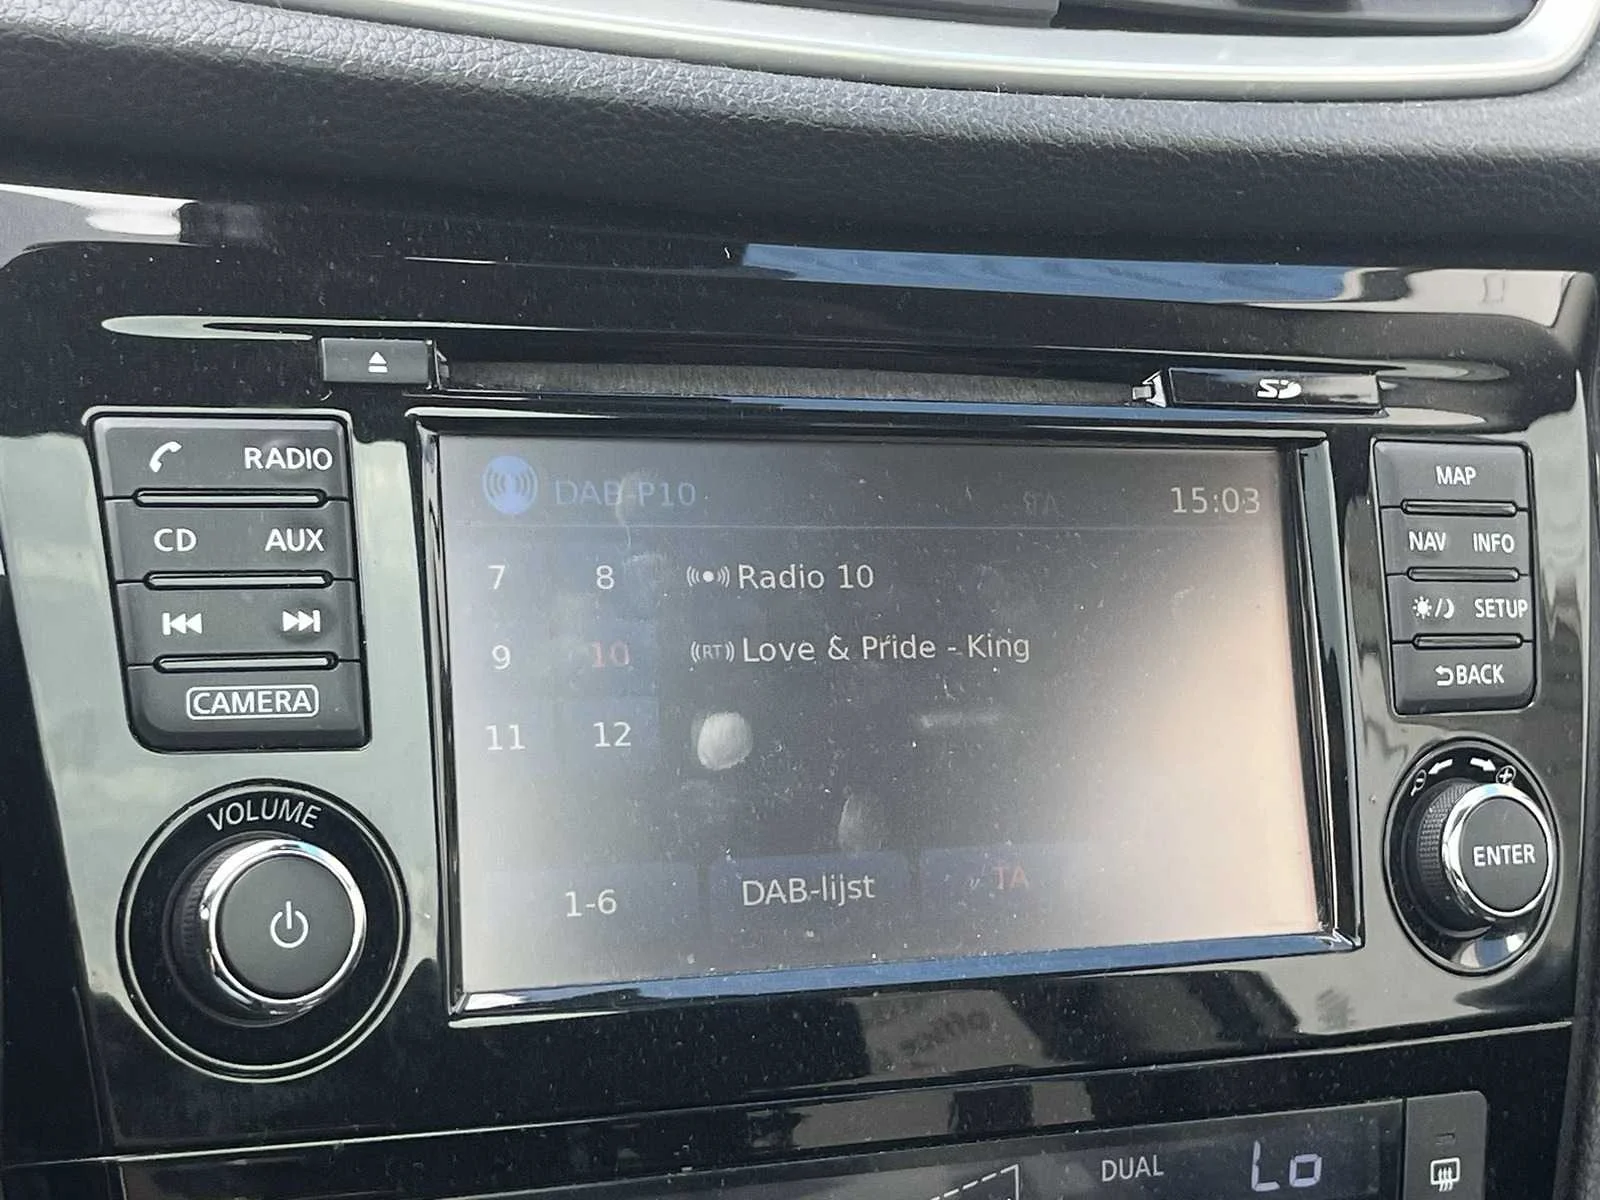 SD
RADIO
CD AUX
CAMERA
VOLUME
DAB-P10 15:03
7 8 Radio 10
9 10 (RT) Love & Pride - King
11 12
1-6 DAB-lijst TA
MAP
NAV INFO
SETUP
BACK
ENTER
DUAL Lo